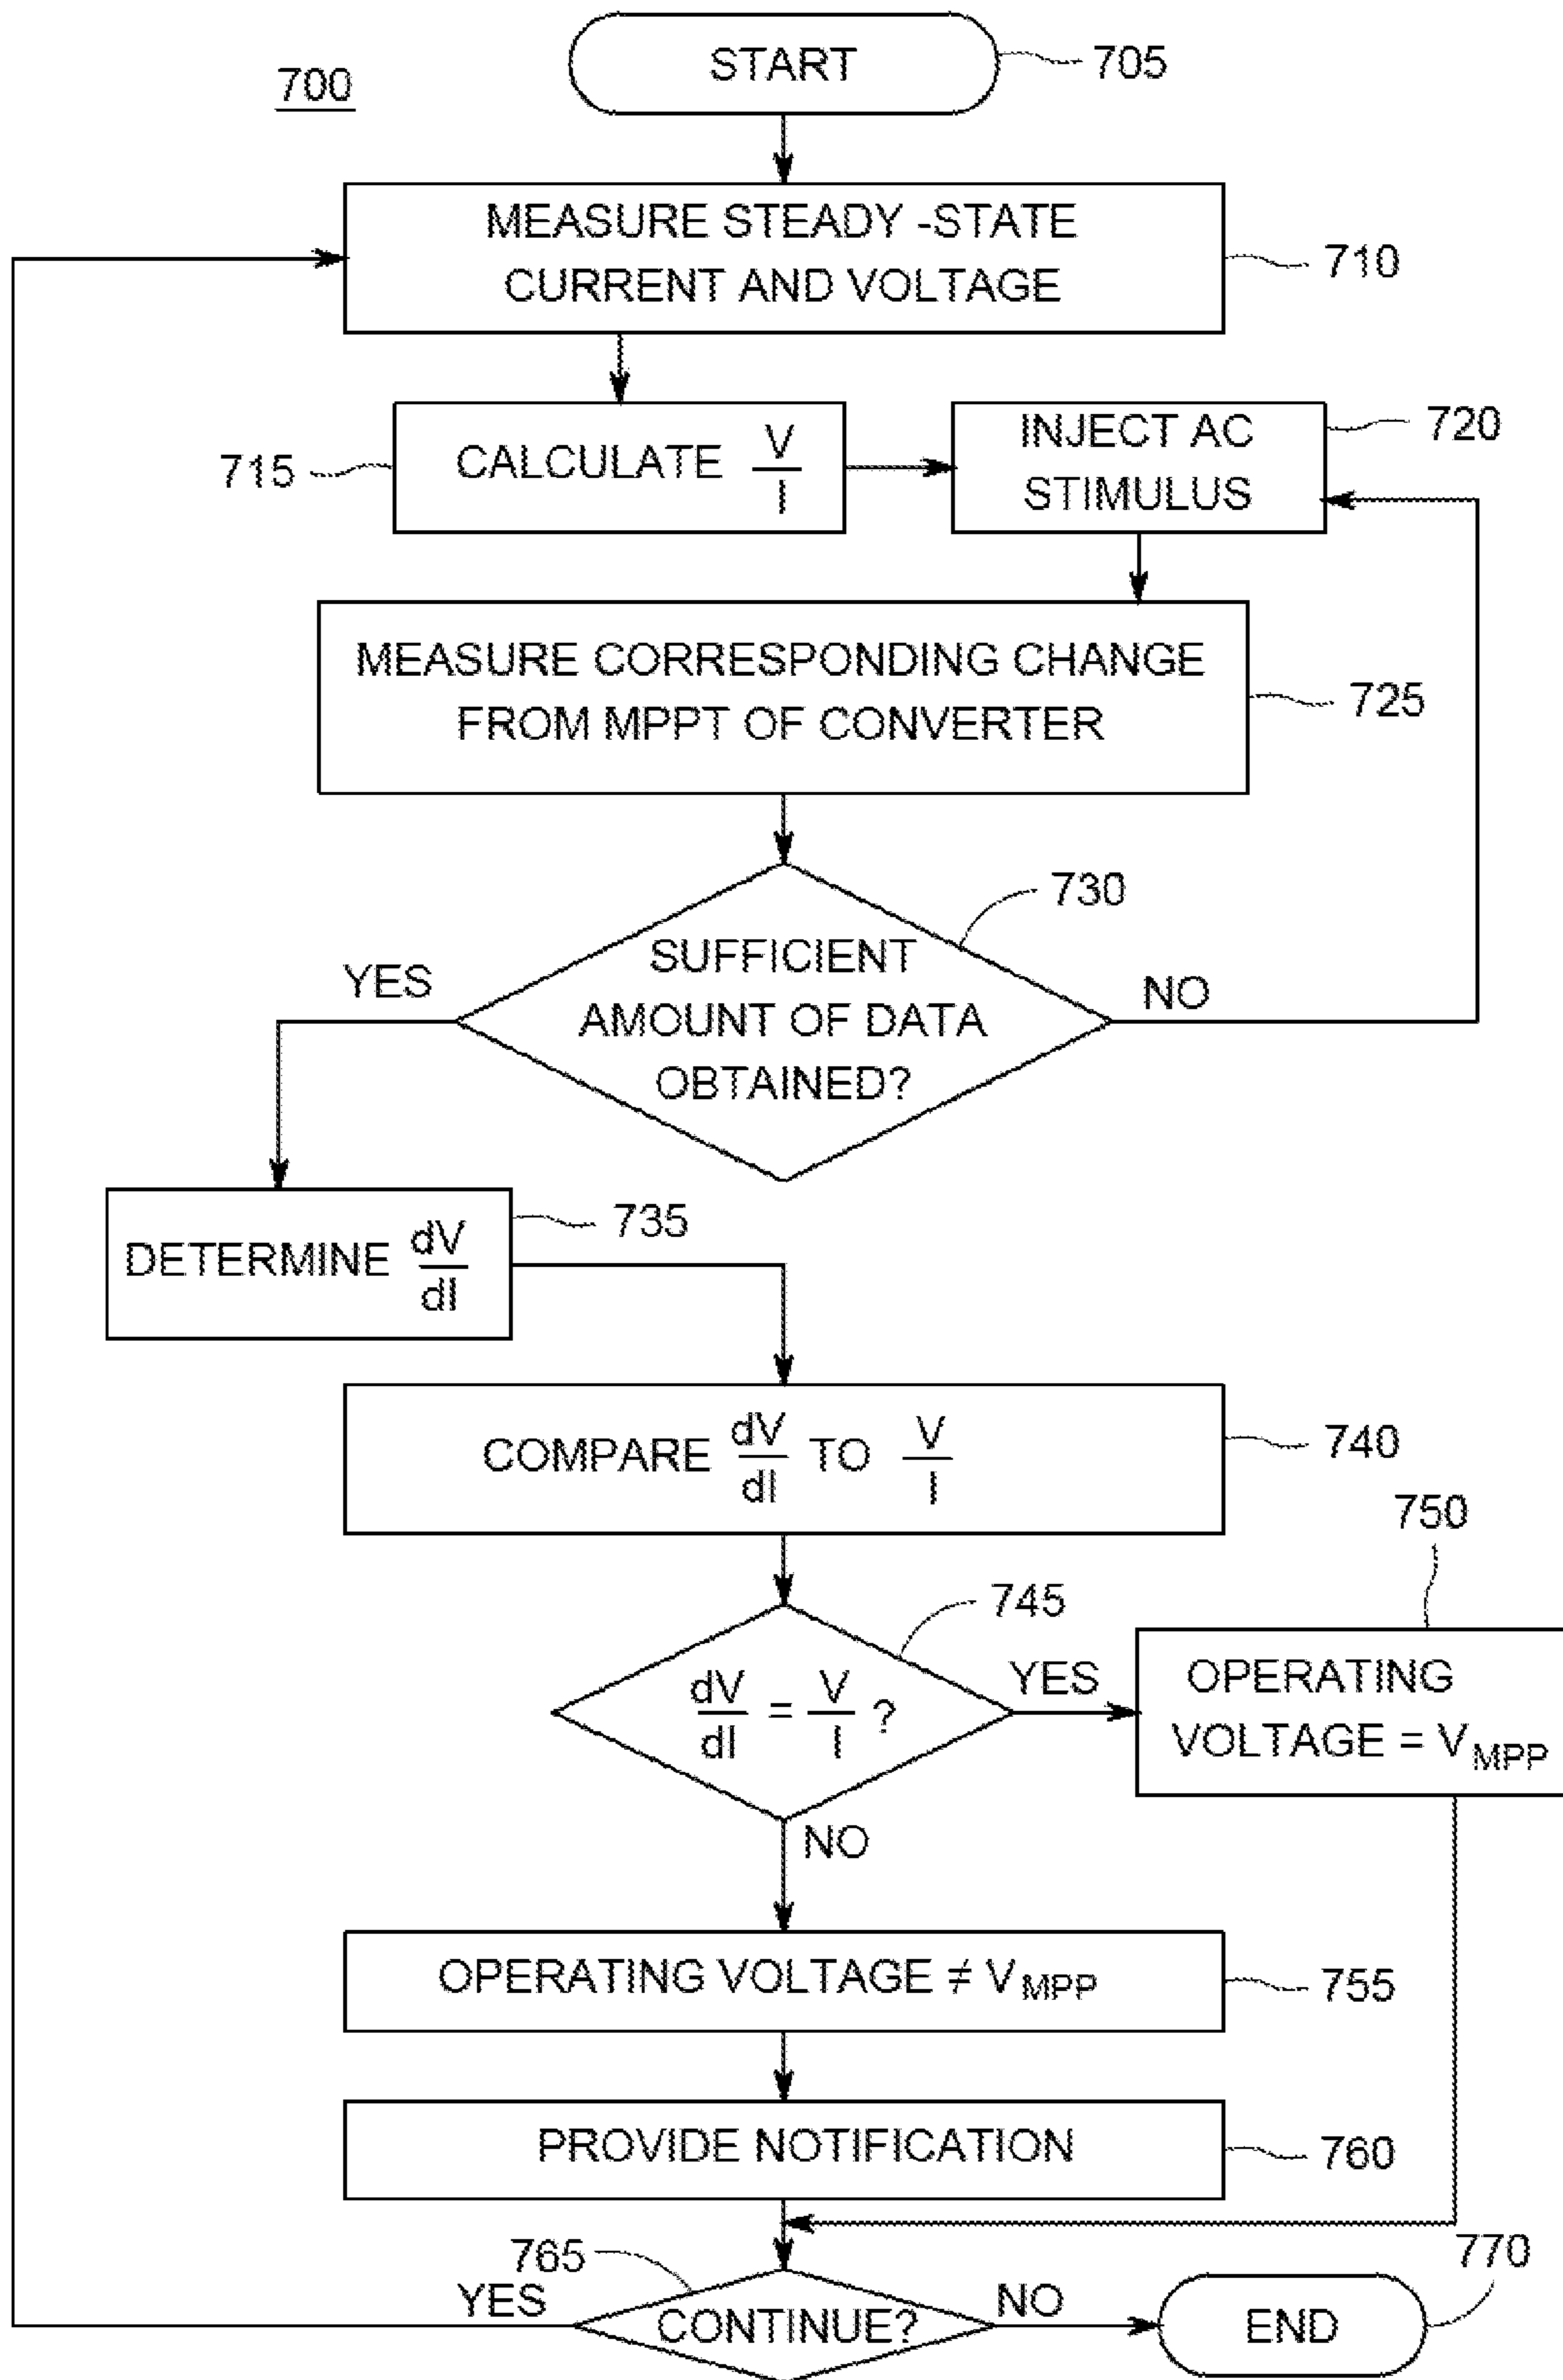 700
START
705
MEASURE STEADY -STATE
CURRENT AND VOLTAGE
710
715
CALCULATE V/I
INJECT AC
STIMULUS
720
MEASURE CORRESPONDING CHANGE
FROM MPPT OF CONVERTER
725
730
SUFFICIENT
AMOUNT OF DATA
OBTAINED?
YES
NO
DETERMINE dV/dI
735
COMPARE dV/dI TO V/I
740
745
dV/dI = V/I ?
YES
NO
750
OPERATING
VOLTAGE = V_MPP
OPERATING VOLTAGE ≠ V_MPP
755
PROVIDE NOTIFICATION
760
765
CONTINUE?
YES
NO
770
END